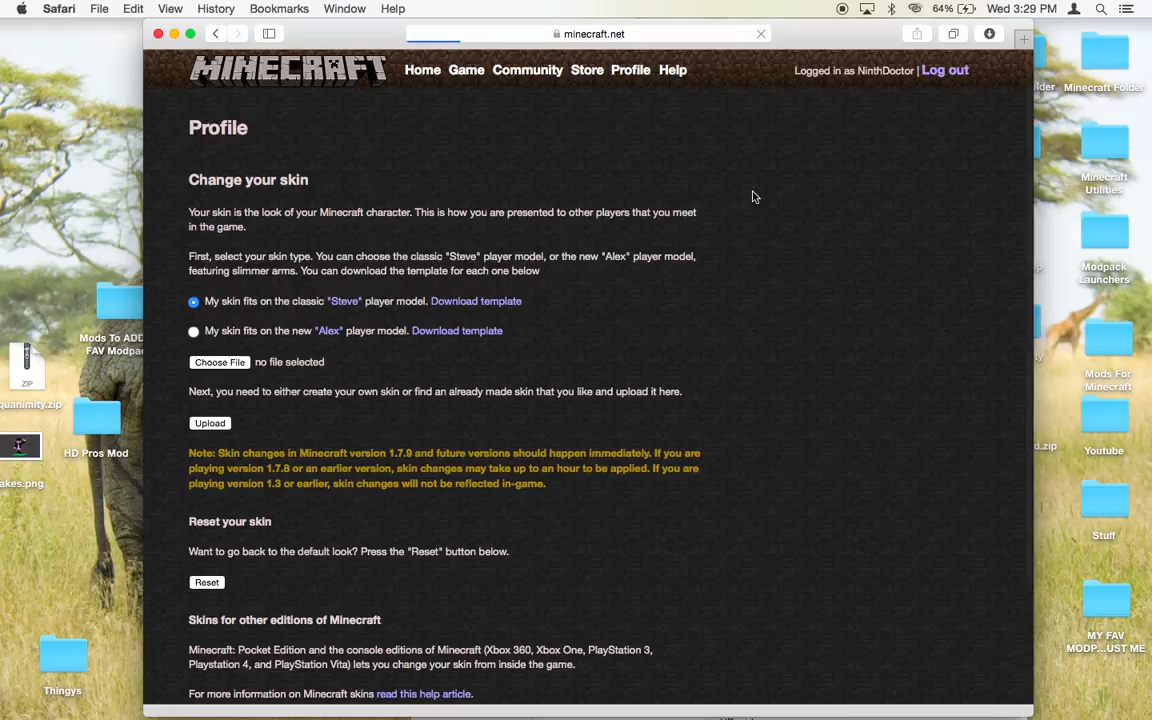 Safari File Edit View History Bookmarks Window Help 64% Wed 3:29 PM
minecraft.net
MINECRAFT Home Game Community Store Profile Help Logged in as NinthDoctor | Log out
Profile
Change your skin
Your skin is the look of your Minecraft character. This is how you are presented to other players that you meet
in the game.
First, select your skin type. You can choose the classic "Steve" player model, or the new "Alex" player model,
featuring slimmer arms. You can download the template for each one below
My skin fits on the classic "Steve" player model. Download template
My skin fits on the new "Alex" player model. Download template
Choose File no file selected
Next, you need to either create your own skin or find an already made skin that you like and upload it here.
Upload
Note: Skin changes in Minecraft version 1.7.9 and future versions should happen immediately. If you are
playing version 1.7.8 or an earlier version, skin changes may take up to an hour to be applied. If you are
playing version 1.3 or earlier, skin changes will not be reflected in-game.
Reset your skin
Want to go back to the default look? Press the "Reset" button below.
Reset
Skins for other editions of Minecraft
Minecraft: Pocket Edition and the console editions of Minecraft (Xbox 360, Xbox One, PlayStation 3,
Playstation 4, and PlayStation Vita) lets you change your skin from inside the game.
For more information on Minecraft skins read this help article.
Mods To ADD
FAV Modpa
ZIP
quanimity.zip
HD Pros Mod
akes.png
Thingys
older
Minecraft Folder
Minecraft
Utilities
Modpack
Launchers
Mods For
Minecraft
d.zip
Youtube
Stuff
MY FAV
MODP...UST ME